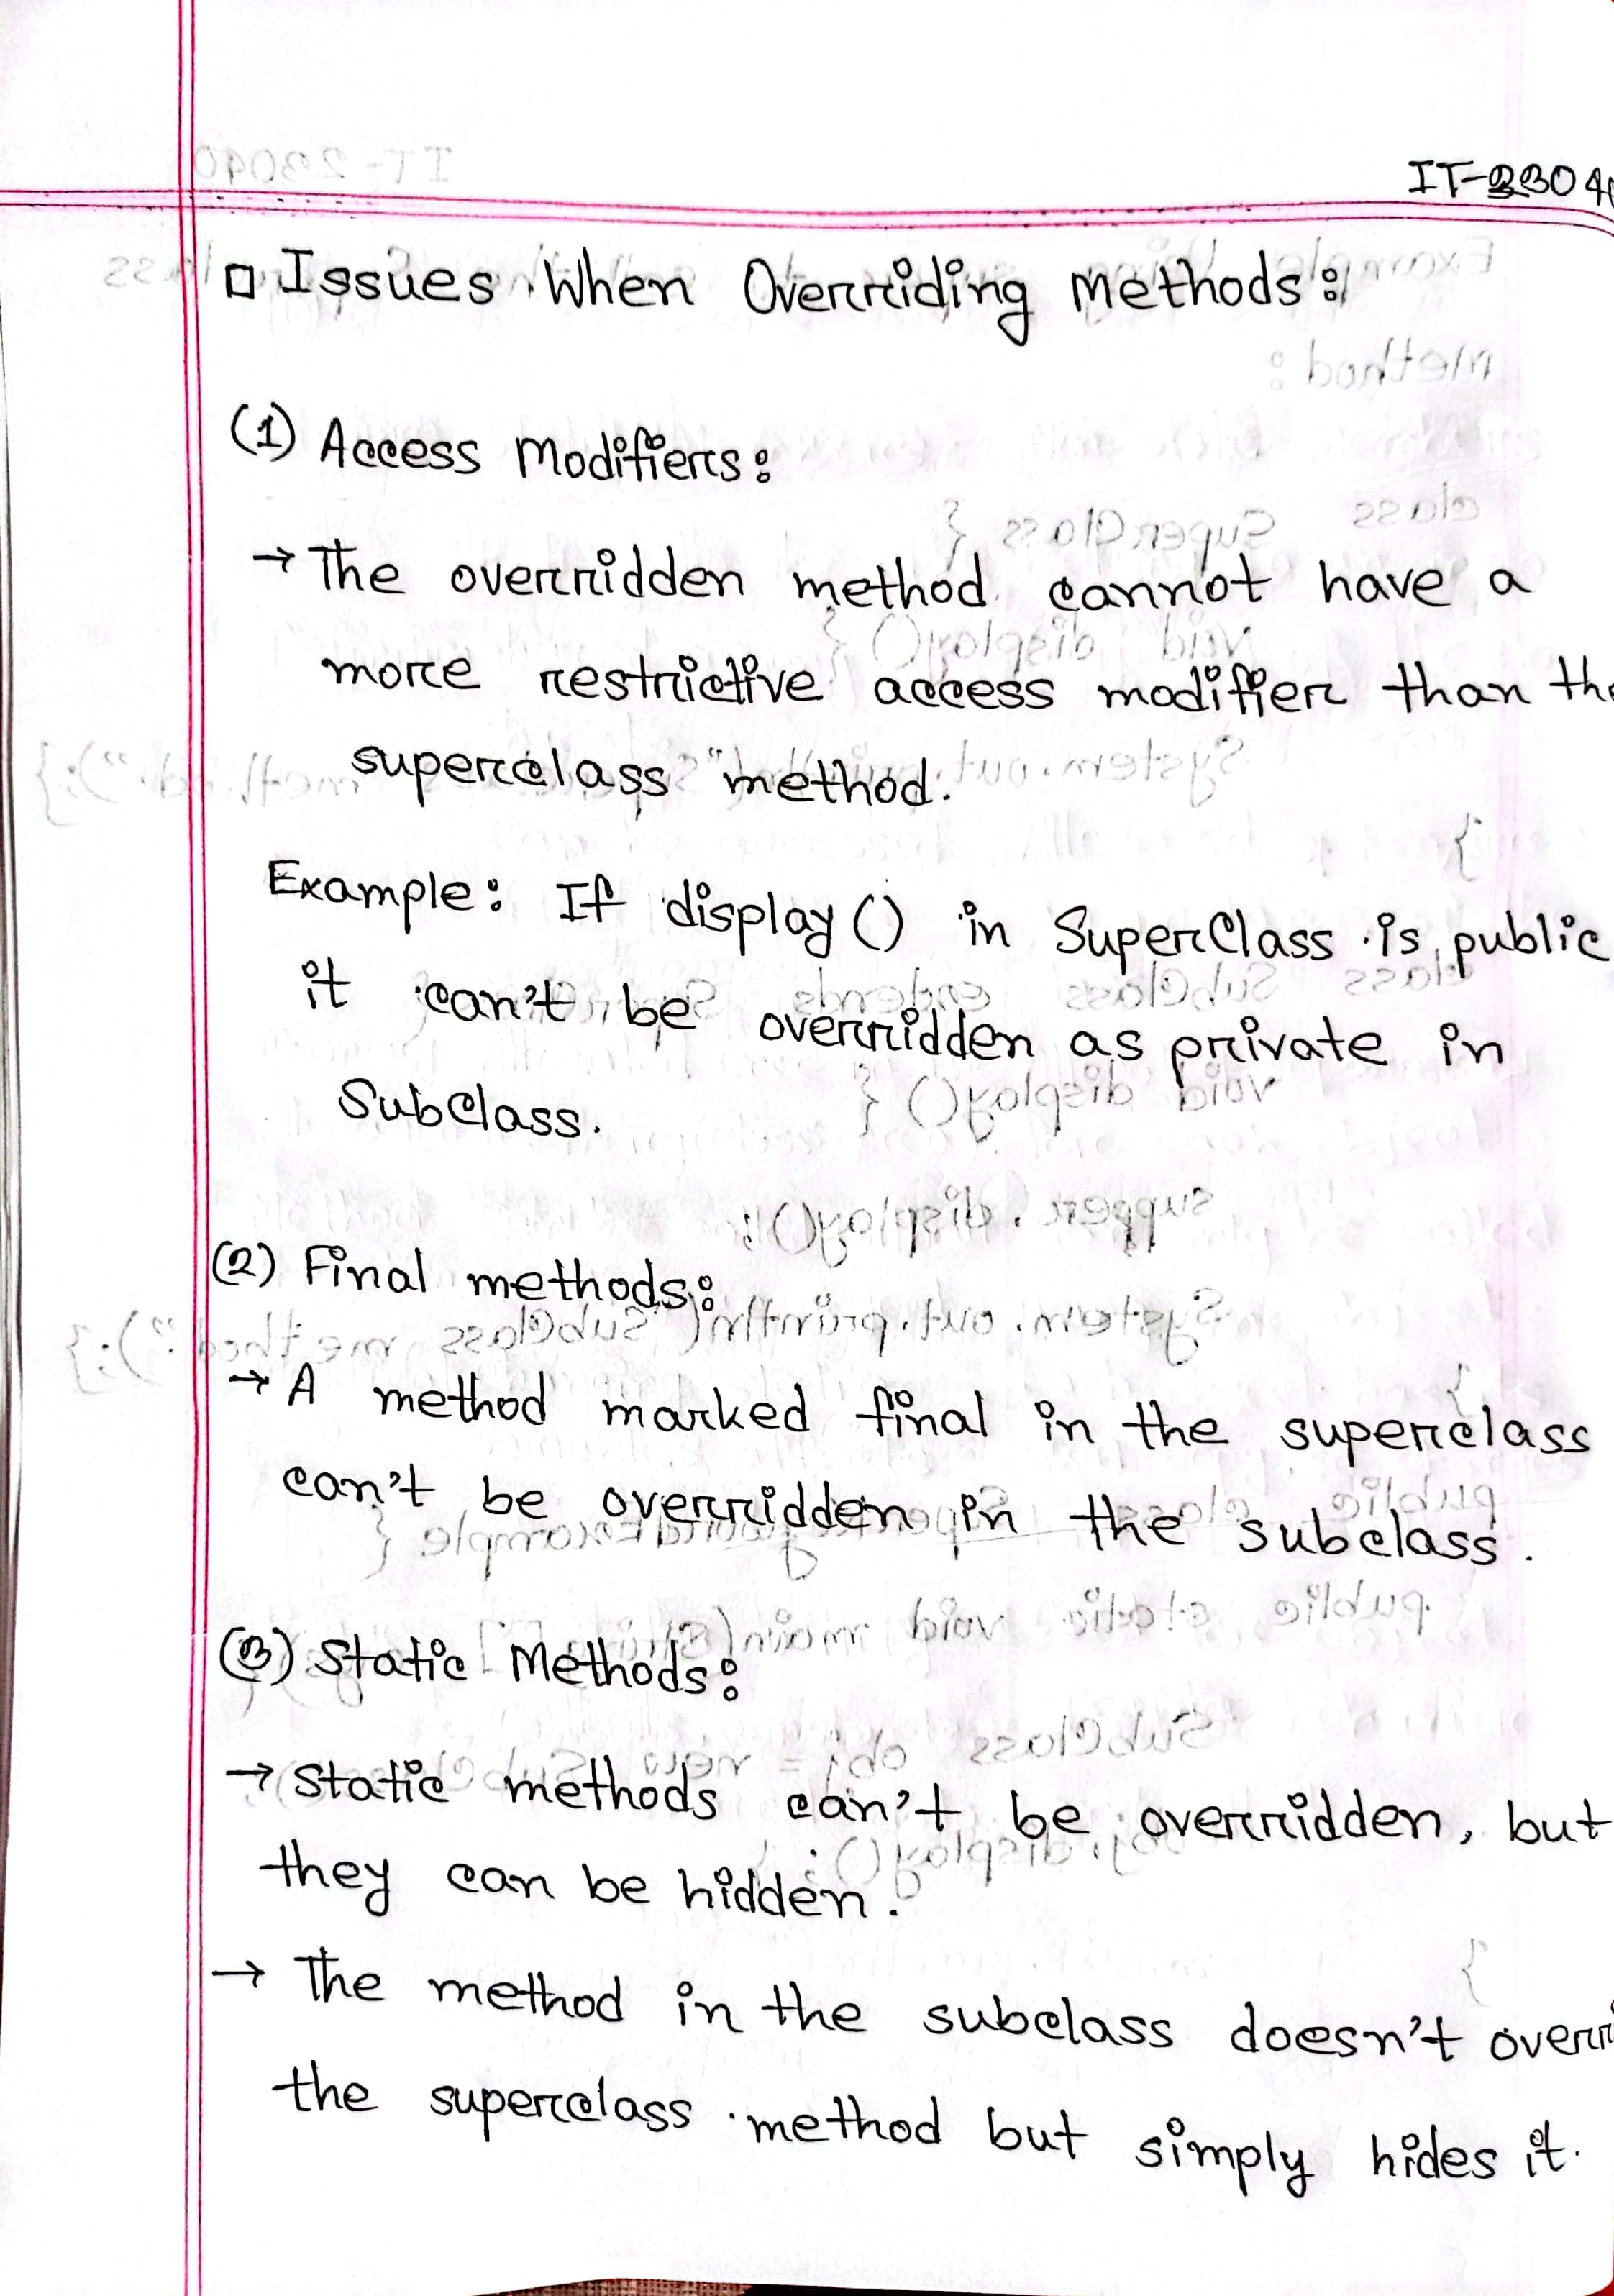 IT-2304
□ Issues When Overriding Methods:
(1) Access Modifiers:
→ The overridden method cannot have a
more restrictive access modifier than the
superclass method.
Example: If display() in SuperClass is public
it can't be overridden as private in
SubClass.
(2) Final methods:
→ A method marked final in the superclass
can't be overridden in the subclass.
(3) Static Methods:
→ Static methods can't be overridden, but
they can be hidden.
→ The method in the subclass doesn't overri
the superclass method but simply hides it.